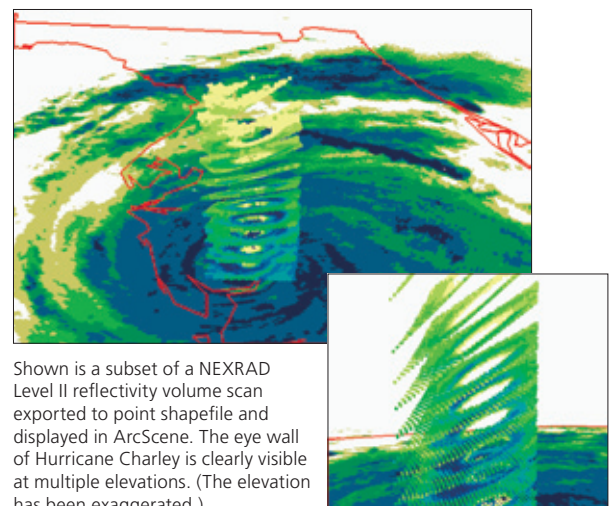 Shown is a subset of a NEXRAD
Level II reflectivity volume scan
exported to point shapefile and
displayed in ArcScene. The eye wall
of Hurricane Charley is clearly visible
at multiple elevations. (The elevation
has been exaggerated.)